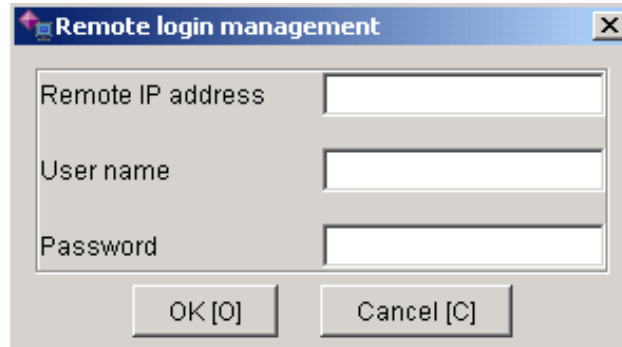 Remote login management
Remote IP address
User name
Password
OK [O]
Cancel [C]